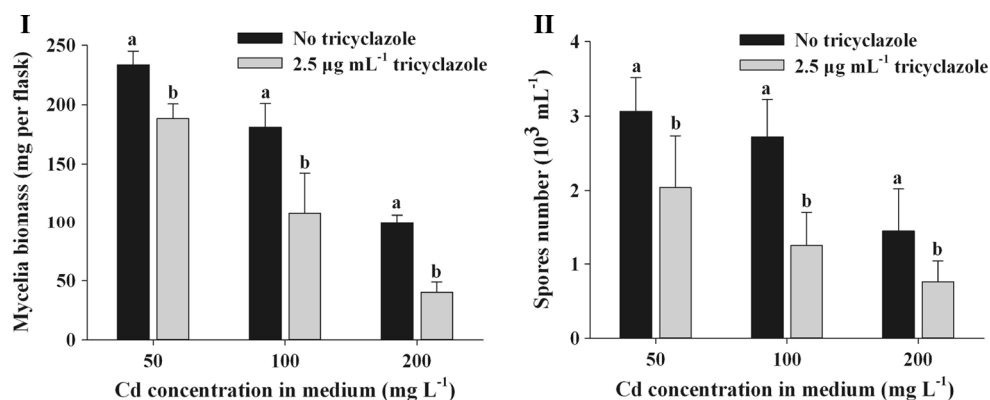 I
Mycelia biomass (mg per flask)
250
200
150
100
50
0
No tricyclazole
2.5 µg mL⁻¹ tricyclazole
a
b
a
b
a
b
50
100
200
Cd concentration in medium (mg L⁻¹)
II
Spores number (10³ mL⁻¹)
4
3
2
1
0
No tricyclazole
2.5 µg mL⁻¹ tricyclazole
a
b
a
b
a
b
50
100
200
Cd concentration in medium (mg L⁻¹)